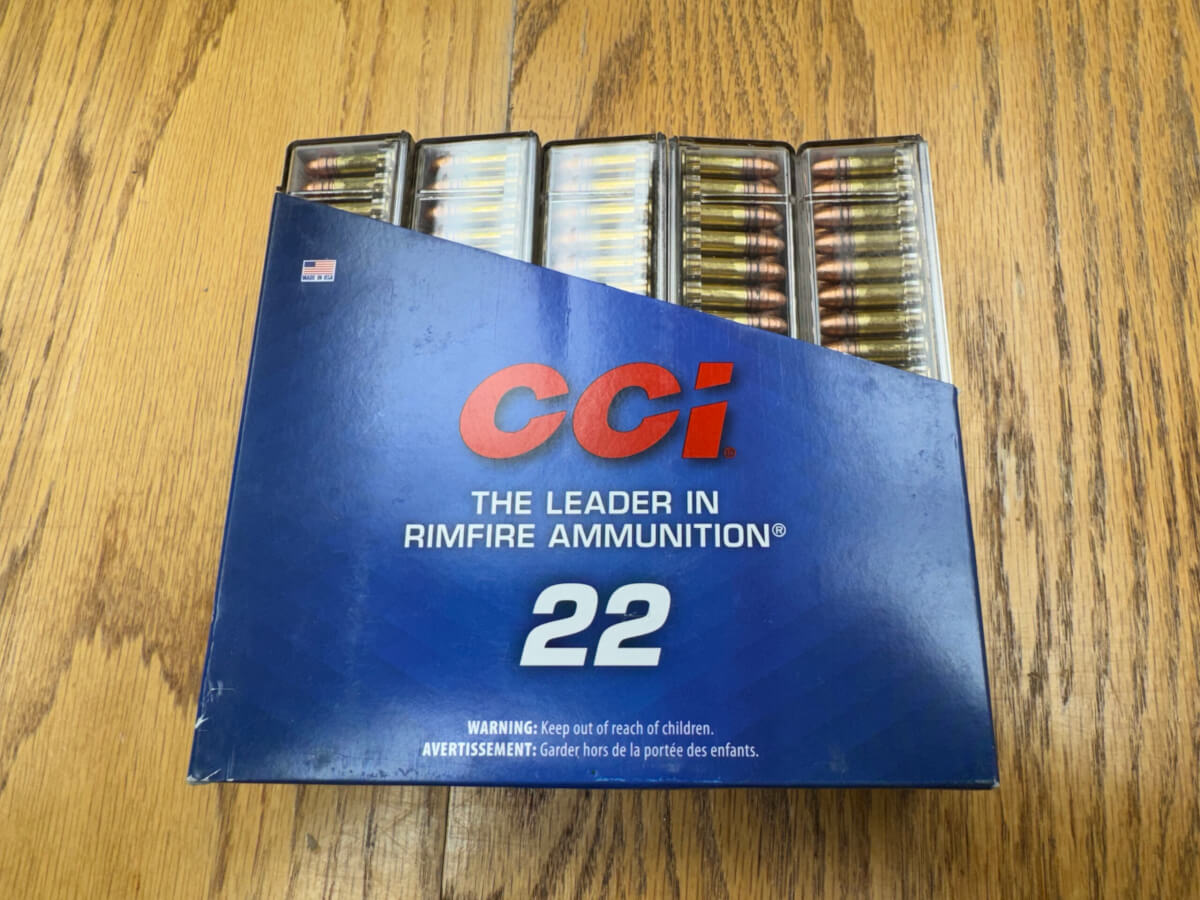 MADE IN USA
CCI®
THE LEADER IN
RIMFIRE AMMUNITION®
22
WARNING: Keep out of reach of children.
AVERTISSEMENT: Garder hors de la portée des enfants.